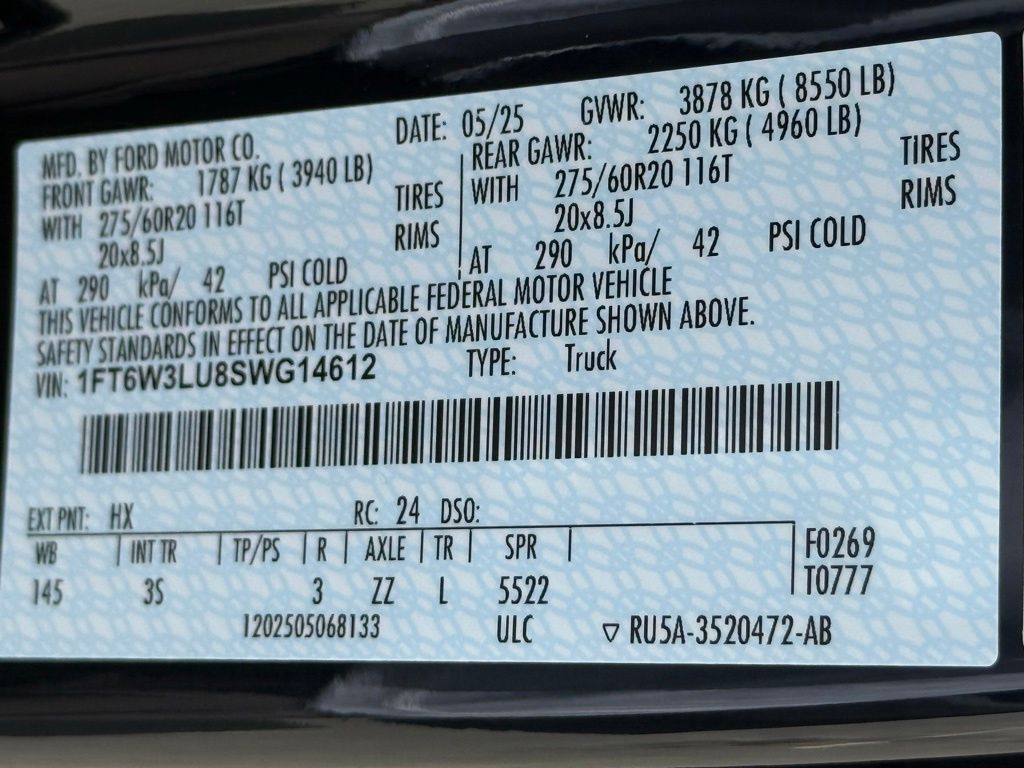 MFD. BY FORD MOTOR CO. DATE: 05/25 GVWR: 3878 KG ( 8550 LB)
FRONT GAWR: 1787 KG ( 3940 LB) REAR GAWR: 2250 KG ( 4960 LB)
WITH 275/60R20 116T TIRES WITH 275/60R20 116T TIRES
20x8.5J RIMS 20x8.5J RIMS
AT 290 kPa/ 42 PSI COLD AT 290 kPa/ 42 PSI COLD
THIS VEHICLE CONFORMS TO ALL APPLICABLE FEDERAL MOTOR VEHICLE
SAFETY STANDARDS IN EFFECT ON THE DATE OF MANUFACTURE SHOWN ABOVE.
VIN: 1FT6W3LU8SWG14612 TYPE: Truck
EXT PNT: HX RC: 24 DSO:
WB INT TR TP/PS R AXLE TR SPR F0269
145 3S 3 ZZ L 5522 T0777
1202505068133 ULC ▽ RU5A-3520472-AB